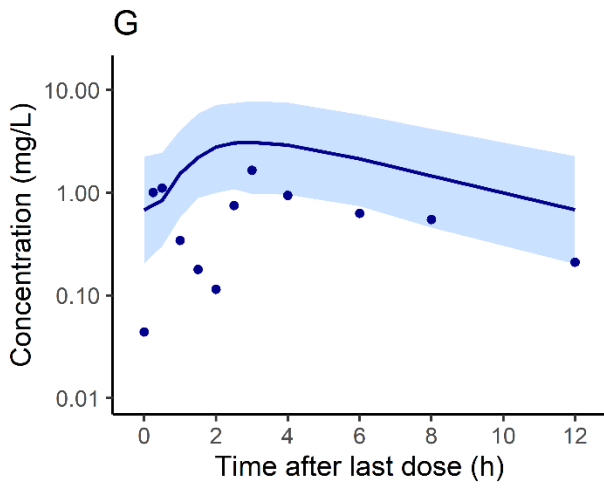 G
Concentration (mg/L)
10.00
1.00
0.10
0.01
0 2 4 6 8 10 12
Time after last dose (h)